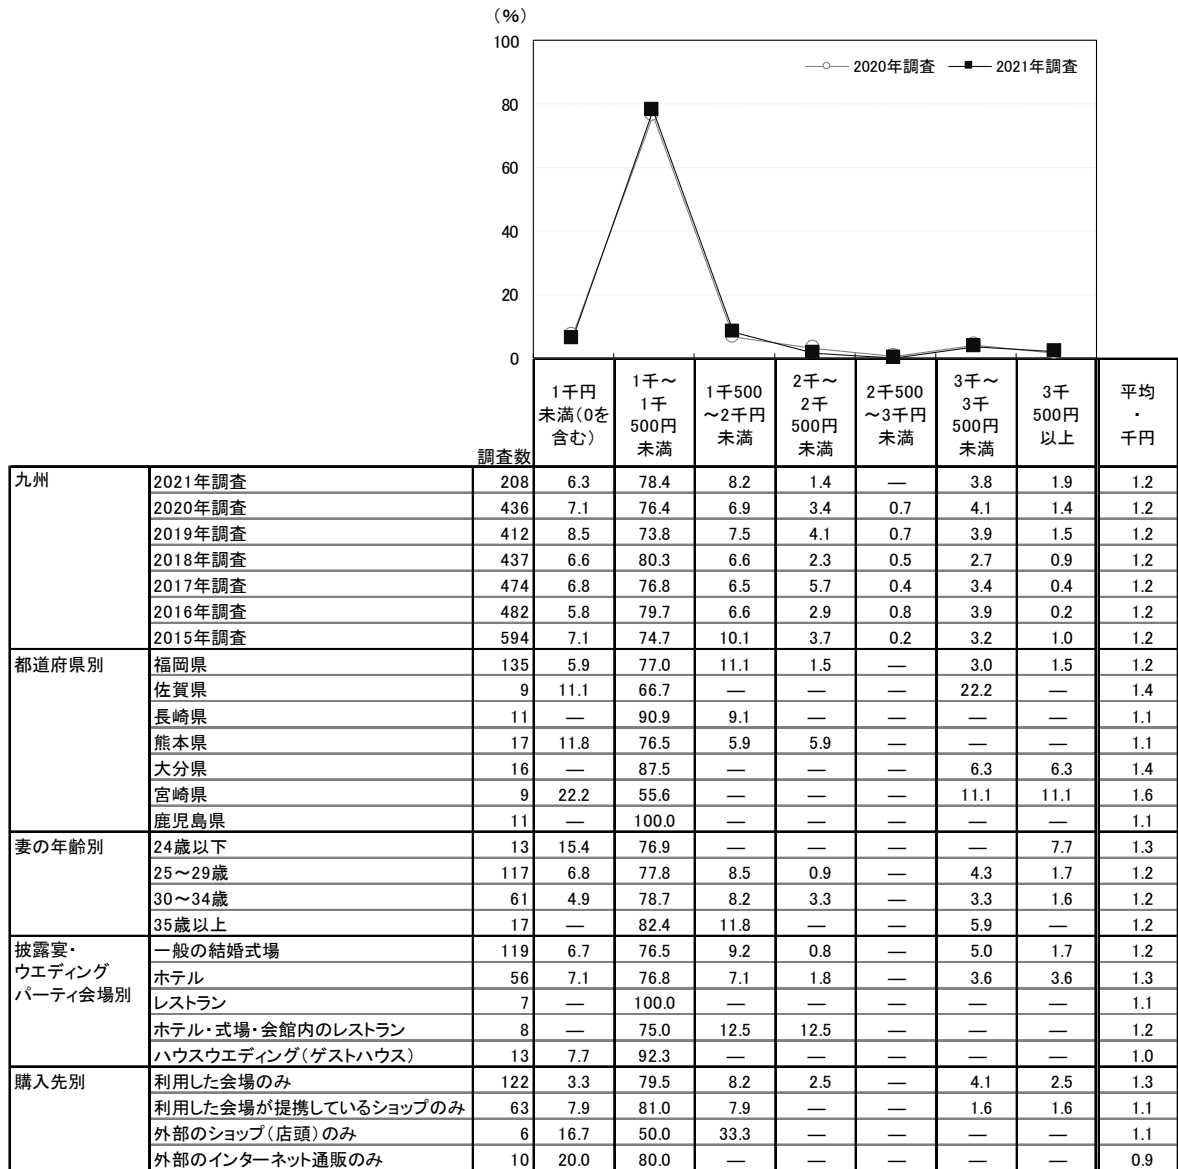 (%)
100
80
60
40
20
0
2020年調査 2021年調査
調査数 1千円未満(0を含む) 1千～1千500円未満 1千500～2千円未満 2千～2千500円未満 2千500～3千円未満 3千～3千500円未満 3千500円以上 平均・千円
九州 2021年調査 208 6.3 78.4 8.2 1.4 — 3.8 1.9 1.2
2020年調査 436 7.1 76.4 6.9 3.4 0.7 4.1 1.4 1.2
2019年調査 412 8.5 73.8 7.5 4.1 0.7 3.9 1.5 1.2
2018年調査 437 6.6 80.3 6.6 2.3 0.5 2.7 0.9 1.2
2017年調査 474 6.8 76.8 6.5 5.7 0.4 3.4 0.4 1.2
2016年調査 482 5.8 79.7 6.6 2.9 0.8 3.9 0.2 1.2
2015年調査 594 7.1 74.7 10.1 3.7 0.2 3.2 1.0 1.2
都道府県別 福岡県 135 5.9 77.0 11.1 1.5 — 3.0 1.5 1.2
佐賀県 9 11.1 66.7 — — — 22.2 — 1.4
長崎県 11 — 90.9 9.1 — — — — 1.1
熊本県 17 11.8 76.5 5.9 5.9 — — — 1.1
大分県 16 — 87.5 — — — 6.3 6.3 1.4
宮崎県 9 22.2 55.6 — — — 11.1 11.1 1.6
鹿児島県 11 — 100.0 — — — — — 1.1
妻の年齢別 24歳以下 13 15.4 76.9 — — — — 7.7 1.3
25～29歳 117 6.8 77.8 8.5 0.9 — 4.3 1.7 1.2
30～34歳 61 4.9 78.7 8.2 3.3 — 3.3 1.6 1.2
35歳以上 17 — 82.4 11.8 — — 5.9 — 1.2
披露宴・ウエディングパーティ会場別 一般の結婚式場 119 6.7 76.5 9.2 0.8 — 5.0 1.7 1.2
ホテル 56 7.1 76.8 7.1 1.8 — 3.6 3.6 1.3
レストラン 7 — 100.0 — — — — — 1.1
ホテル・式場・会館内のレストラン 8 — 75.0 12.5 12.5 — — — 1.2
ハウスウエディング(ゲストハウス) 13 7.7 92.3 — — — — — 1.0
購入先別 利用した会場のみ 122 3.3 79.5 8.2 2.5 — 4.1 2.5 1.3
利用した会場が提携しているショップのみ 63 7.9 81.0 7.9 — — 1.6 1.6 1.1
外部のショップ(店頭)のみ 6 16.7 50.0 33.3 — — — — 1.1
外部のインターネット通販のみ 10 20.0 80.0 — — — — — 0.9